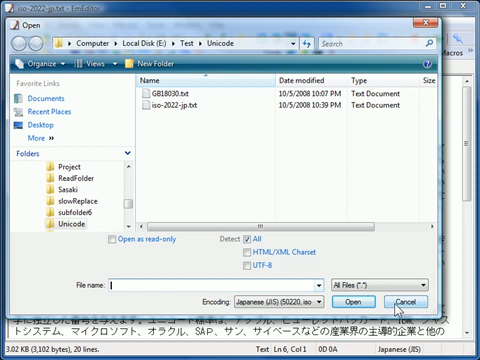 iso-2022-jp.txt - EmEditor
Open
Computer ▸ Local Disk (E:) ▸ Test ▸ Unicode
Search
Macros
Organize Views New Folder
Favorite Links
Documents
Recent Places
Desktop
More »
Folders
Project
ReadFolder
Sasaki
slowReplace
subfolder6
Unicode
Name Date modified Type Size
GB18030.txt 10/5/2008 10:07 PM Text Document
iso-2022-jp.txt 10/5/2008 10:39 PM Text Document
Open as read-only
Detect All
HTML/XML Charset
UTF-8
File name: All Files (*.*)
Encoding: Japanese (JIS) (50220, iso
Open Cancel
ストシステム、マイクロソフト、オラクル、SAP、サン、サイベースなどの産業界の主導的企業と他の
3.02 KB (3,102 bytes), 20 lines. Text Ln 6, Col 1 0D 0A Japanese (JIS)